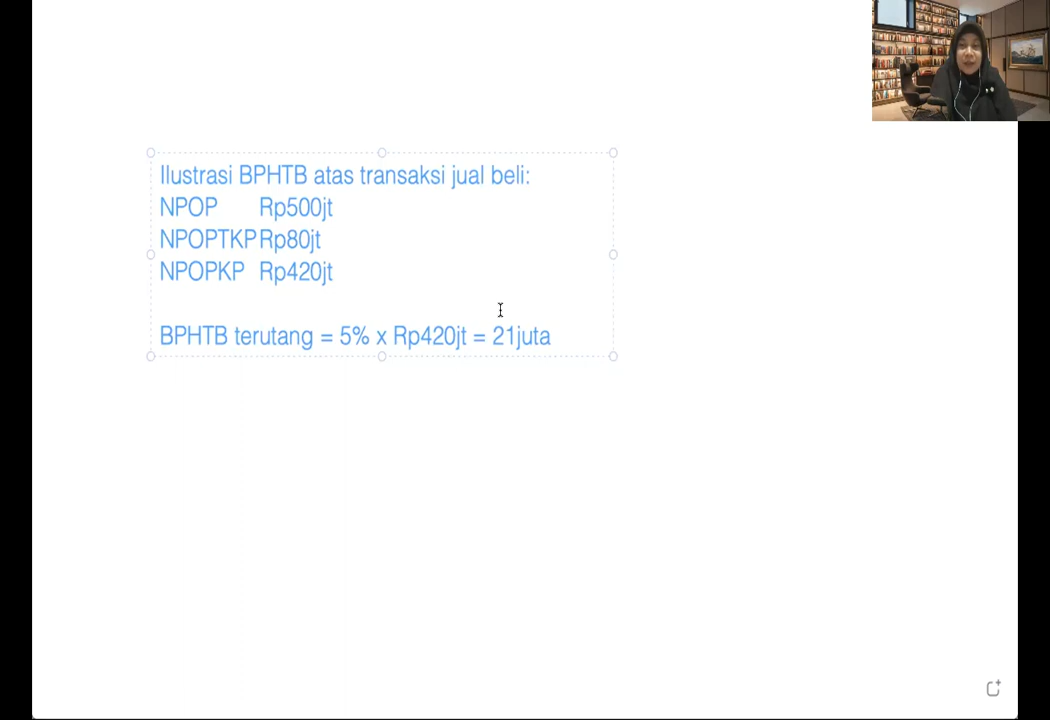 Ilustrasi BPHTB atas transaksi jual beli:
NPOP Rp500jt
NPOPTKP Rp80jt
NPOPKP Rp420jt
BPHTB terutang = 5% x Rp420jt = 21juta